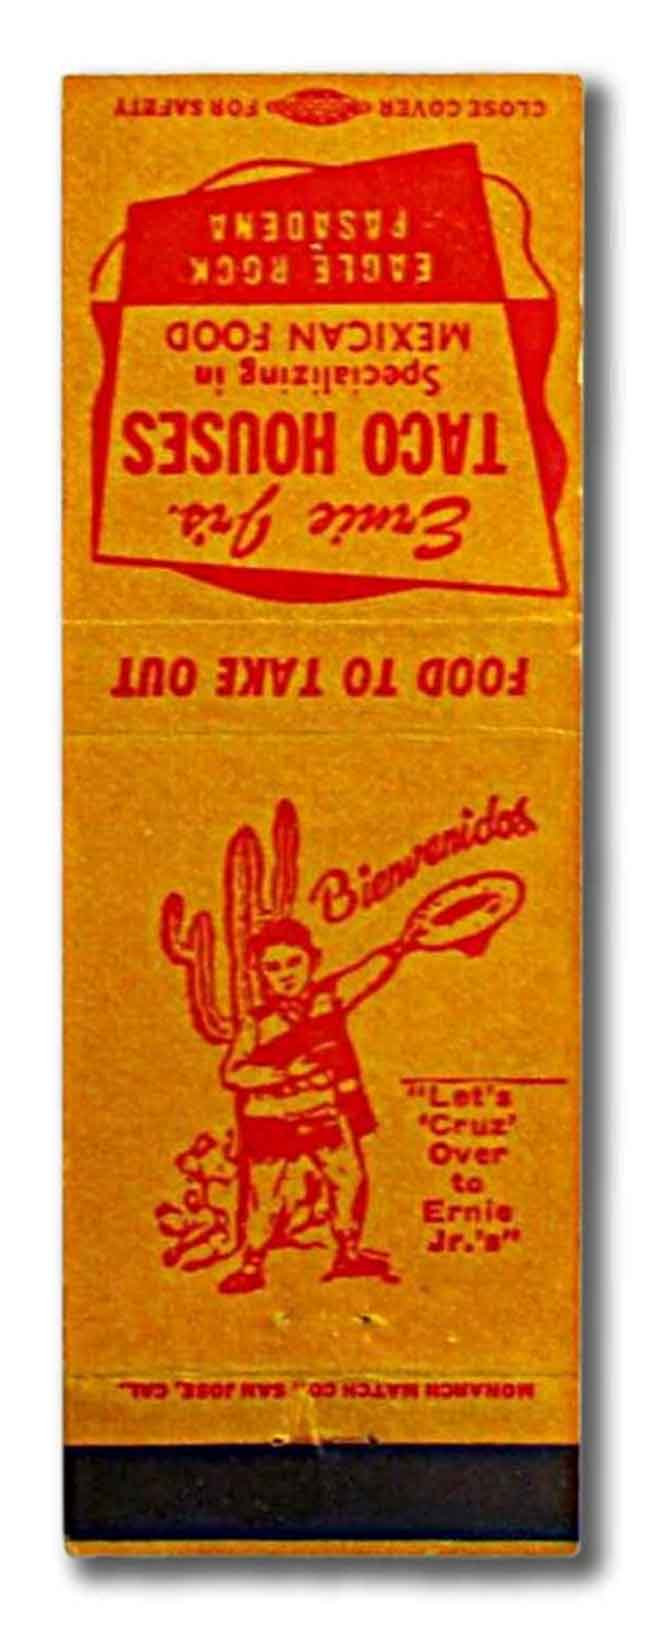 Ernie Jr's.
TACO HOUSES
Specializing in
MEXICAN FOOD
EAGLE ROCK
PASADENA
CLOSE COVER FOR SAFETY
FOOD TO TAKE OUT
Bienvenidos
"Let's
'Cruz'
Over
to
Ernie
Jr.'s"
MONARCH MATCH CO., SAN JOSE, CAL.